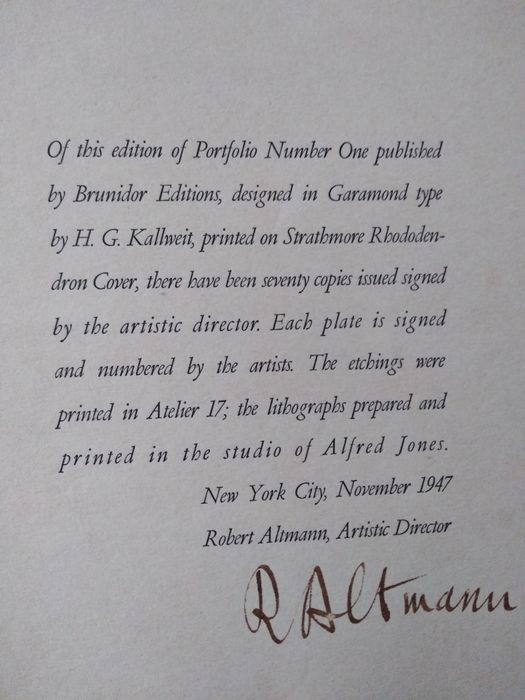 Of this edition of Portfolio Number One published
by Brunidor Editions, designed in Garamond type
by H. G. Kallweit, printed on Strathmore Rhododen-
dron Cover, there have been seventy copies issued signed
by the artistic director. Each plate is signed
and numbered by the artists. The etchings were
printed in Atelier 17; the lithographs prepared and
printed in the studio of Alfred Jones.
New York City, November 1947
Robert Altmann, Artistic Director
R Altmann